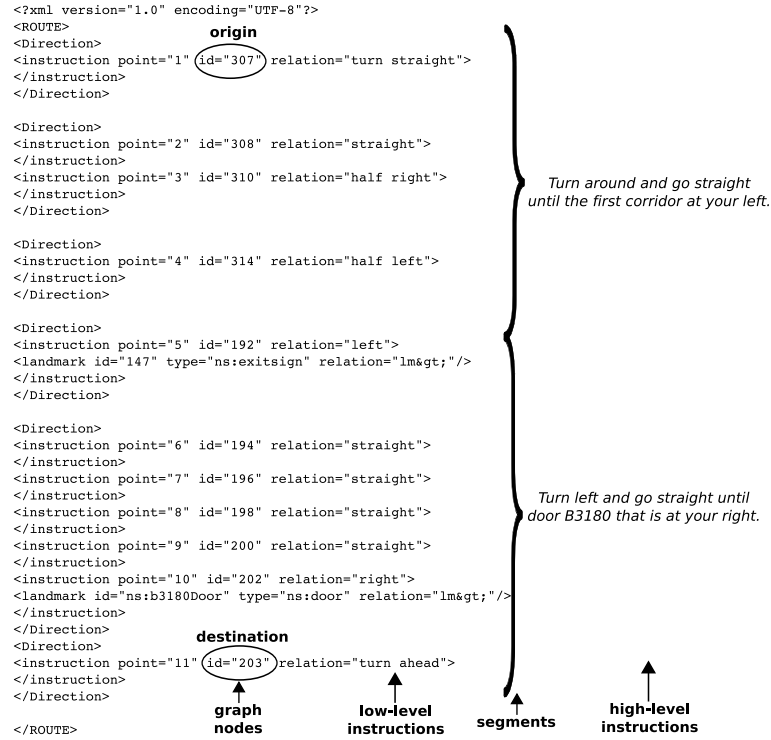 <?xml version="1.0" encoding="UTF-8"?>
<ROUTE>
origin
<Direction>
<instruction point="1" id="307" relation="turn straight">
</instruction>
</Direction>
<Direction>
<instruction point="2" id="308" relation="straight">
</instruction>
<instruction point="3" id="310" relation="half right">
</instruction>
</Direction>
Turn around and go straight
until the first corridor at your left.
<Direction>
<instruction point="4" id="314" relation="half left">
</instruction>
</Direction>
<Direction>
<instruction point="5" id="192" relation="left">
<landmark id="147" type="ns:exitsign" relation="lm&gt;"/>
</instruction>
</Direction>
<Direction>
<instruction point="6" id="194" relation="straight">
</instruction>
<instruction point="7" id="196" relation="straight">
</instruction>
<instruction point="8" id="198" relation="straight">
</instruction>
<instruction point="9" id="200" relation="straight">
</instruction>
<instruction point="10" id="202" relation="right">
<landmark id="ns:b3180Door" type="ns:door" relation="lm&gt;"/>
</instruction>
</Direction>
Turn left and go straight until
door B3180 that is at your right.
<Direction>
destination
<instruction point="11" id="203" relation="turn ahead">
</instruction>
</Direction>
</ROUTE>
graph
nodes
low-level
instructions
segments
high-level
instructions